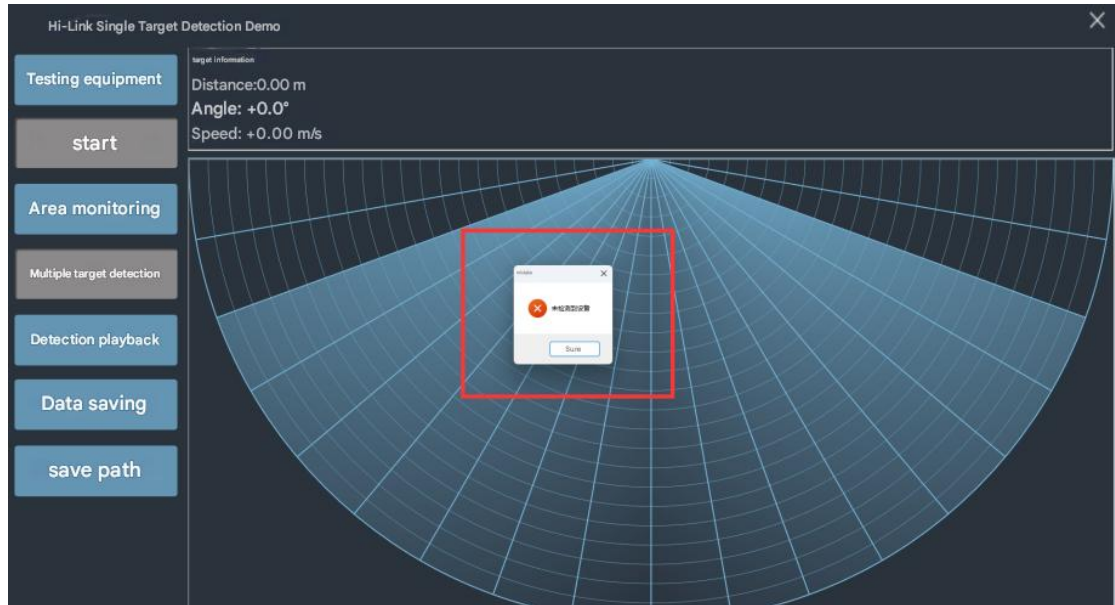 Hi-Link Single Target Detection Demo
Testing equipment
start
Area monitoring
Multiple target detection
Detection playback
Data saving
save path
target information
Distance:0.00 m
Angle: +0.0°
Speed: +0.00 m/s
未检测到设备
Sure